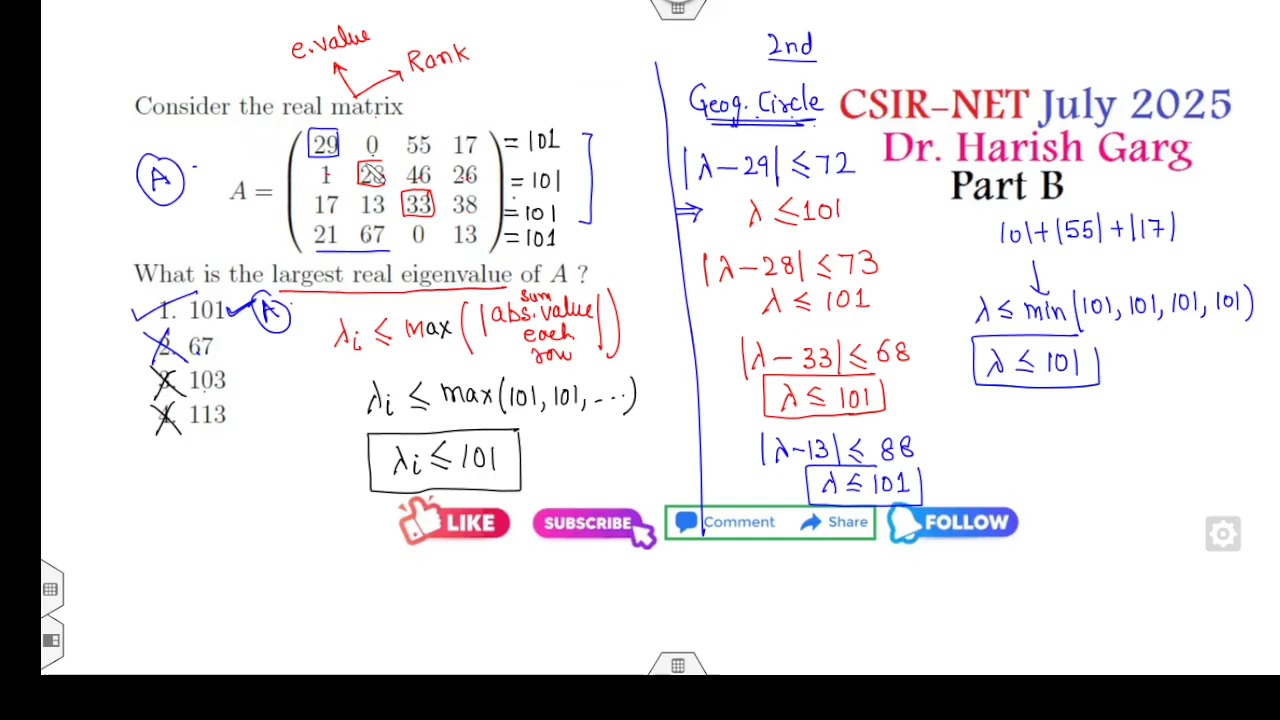 e.value
Rank
Consider the real matrix
A
A =
29 0 55 17 = 101
1 28 46 26 = 101
17 13 33 38 = 101
21 67 0 13 = 101
What is the largest real eigenvalue of A ?
1. 101 A
2. 67
3. 103
4. 113
λi ≤ max ( | abs. value sum each row | )
λi ≤ max(101, 101, ...)
λi ≤ 101
2nd
Geog. Circle
|λ-29| ≤ 72
⇒ λ ≤ 101
|λ-28| ≤ 73
λ ≤ 101
|λ-33| ≤ 68
λ ≤ 101
|λ-13| ≤ 88
λ ≤ 101
CSIR-NET July 2025
Dr. Harish Garg
Part B
|0|+|55|+|17|
λ ≤ min(101, 101, 101, 101)
λ ≤ 101
LIKE
SUBSCRIBE
Comment
Share
FOLLOW